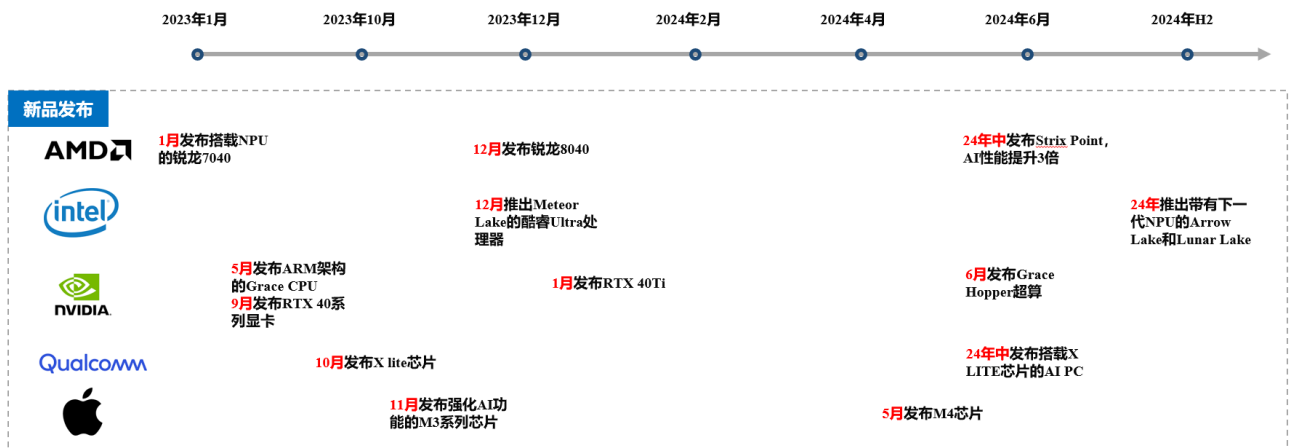 2023年1月
2023年10月
2023年12月
2024年2月
2024年4月
2024年6月
2024年H2
新品发布
AMD
1月发布搭载NPU
的锐龙7040
12月发布锐龙8040
24年中发布Strix Point，
AI性能提升3倍
intel
12月推出Meteor
Lake的酷睿Ultra处
理器
24年推出带有下一
代NPU的Arrow
Lake和Lunar Lake
NVIDIA.
5月发布ARM架构
的Grace CPU
9月发布RTX 40系
列显卡
1月发布RTX 40Ti
6月发布Grace
Hopper超算
Qualcomm
10月发布X lite芯片
24年中发布搭载X
LITE芯片的AI PC
11月发布强化AI功
能的M3系列芯片
5月发布M4芯片